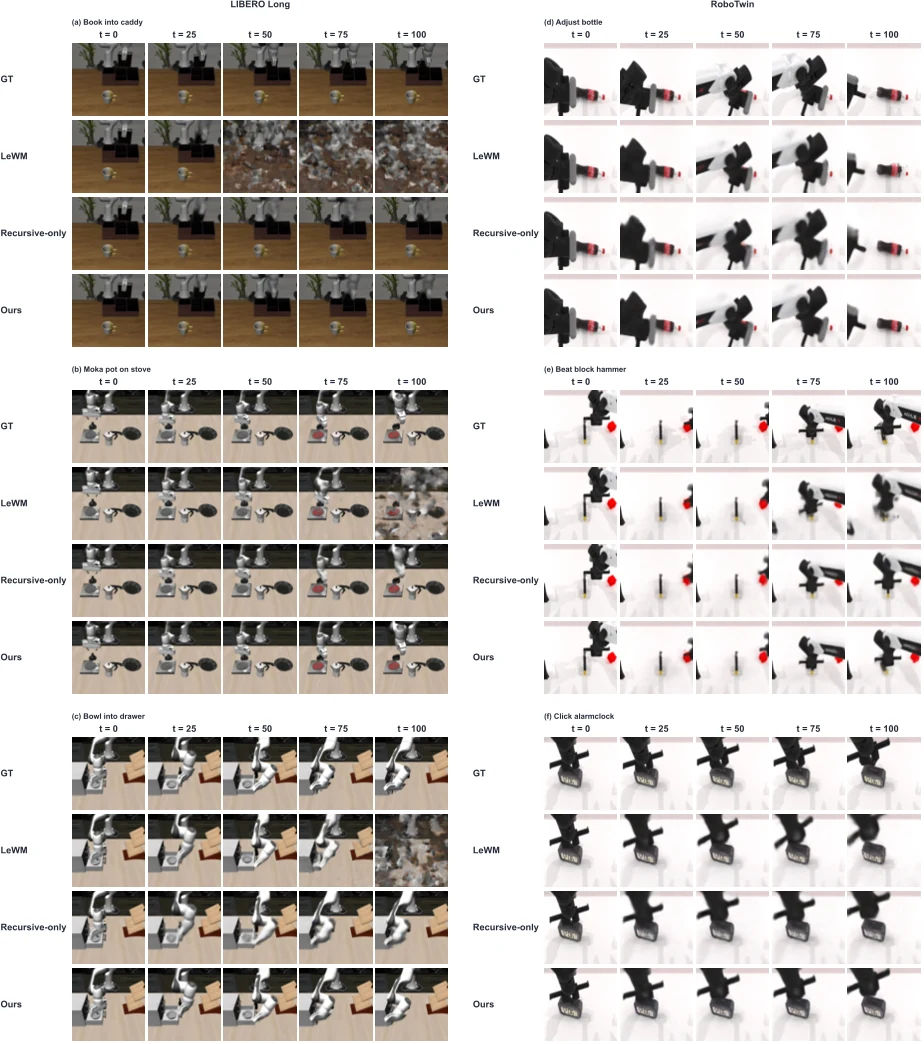 LIBERO Long
(a) Book into caddy
t = 0 t = 25 t = 50 t = 75 t = 100
GT
LeWM
Recursive-only
Ours
(b) Moka pot on stove
t = 0 t = 25 t = 50 t = 75 t = 100
GT
LeWM
Recursive-only
Ours
(c) Bowl into drawer
t = 0 t = 25 t = 50 t = 75 t = 100
GT
LeWM
Recursive-only
Ours
RoboTwin
(d) Adjust bottle
t = 0 t = 25 t = 50 t = 75 t = 100
GT
LeWM
Recursive-only
Ours
(e) Beat block hammer
t = 0 t = 25 t = 50 t = 75 t = 100
GT
LeWM
Recursive-only
Ours
(f) Click alarmclock
t = 0 t = 25 t = 50 t = 75 t = 100
GT
LeWM
Recursive-only
Ours